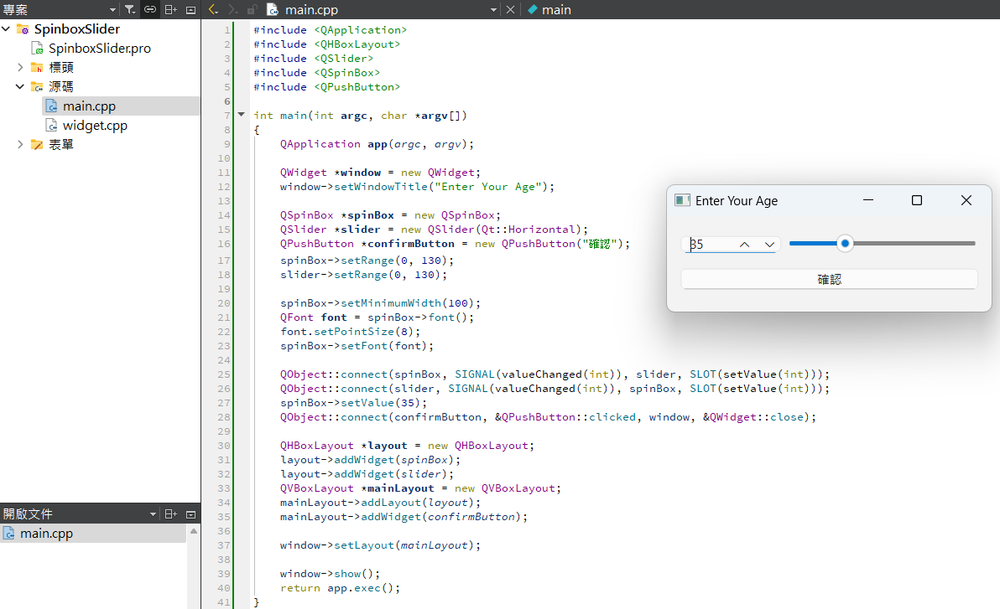 專案
main.cpp
main
SpinboxSlider
SpinboxSlider.pro
標頭
源碼
main.cpp
widget.cpp
表單
開啟文件
main.cpp
1 #include <QApplication>
2 #include <QHBoxLayout>
3 #include <QSlider>
4 #include <QSpinBox>
5 #include <QPushButton>
6
7 int main(int argc, char *argv[])
8 {
9 QApplication app(argc, argv);
10
11 QWidget *window = new QWidget;
12 window->setWindowTitle("Enter Your Age");
13
14 QSpinBox *spinBox = new QSpinBox;
15 QSlider *slider = new QSlider(Qt::Horizontal);
16 QPushButton *confirmButton = new QPushButton("確認");
17 spinBox->setRange(0, 130);
18 slider->setRange(0, 130);
19
20 spinBox->setMinimumWidth(100);
21 QFont font = spinBox->font();
22 font.setPointSize(8);
23 spinBox->setFont(font);
24
25 QObject::connect(spinBox, SIGNAL(valueChanged(int)), slider, SLOT(setValue(int)));
26 QObject::connect(slider, SIGNAL(valueChanged(int)), spinBox, SLOT(setValue(int)));
27 spinBox->setValue(35);
28 QObject::connect(confirmButton, &QPushButton::clicked, window, &QWidget::close);
29
30 QHBoxLayout *layout = new QHBoxLayout;
31 layout->addWidget(spinBox);
32 layout->addWidget(slider);
33 QVBoxLayout *mainLayout = new QVBoxLayout;
34 mainLayout->addLayout(layout);
35 mainLayout->addWidget(confirmButton);
36
37 window->setLayout(mainLayout);
38
39 window->show();
40 return app.exec();
41 }
Enter Your Age
35
確認